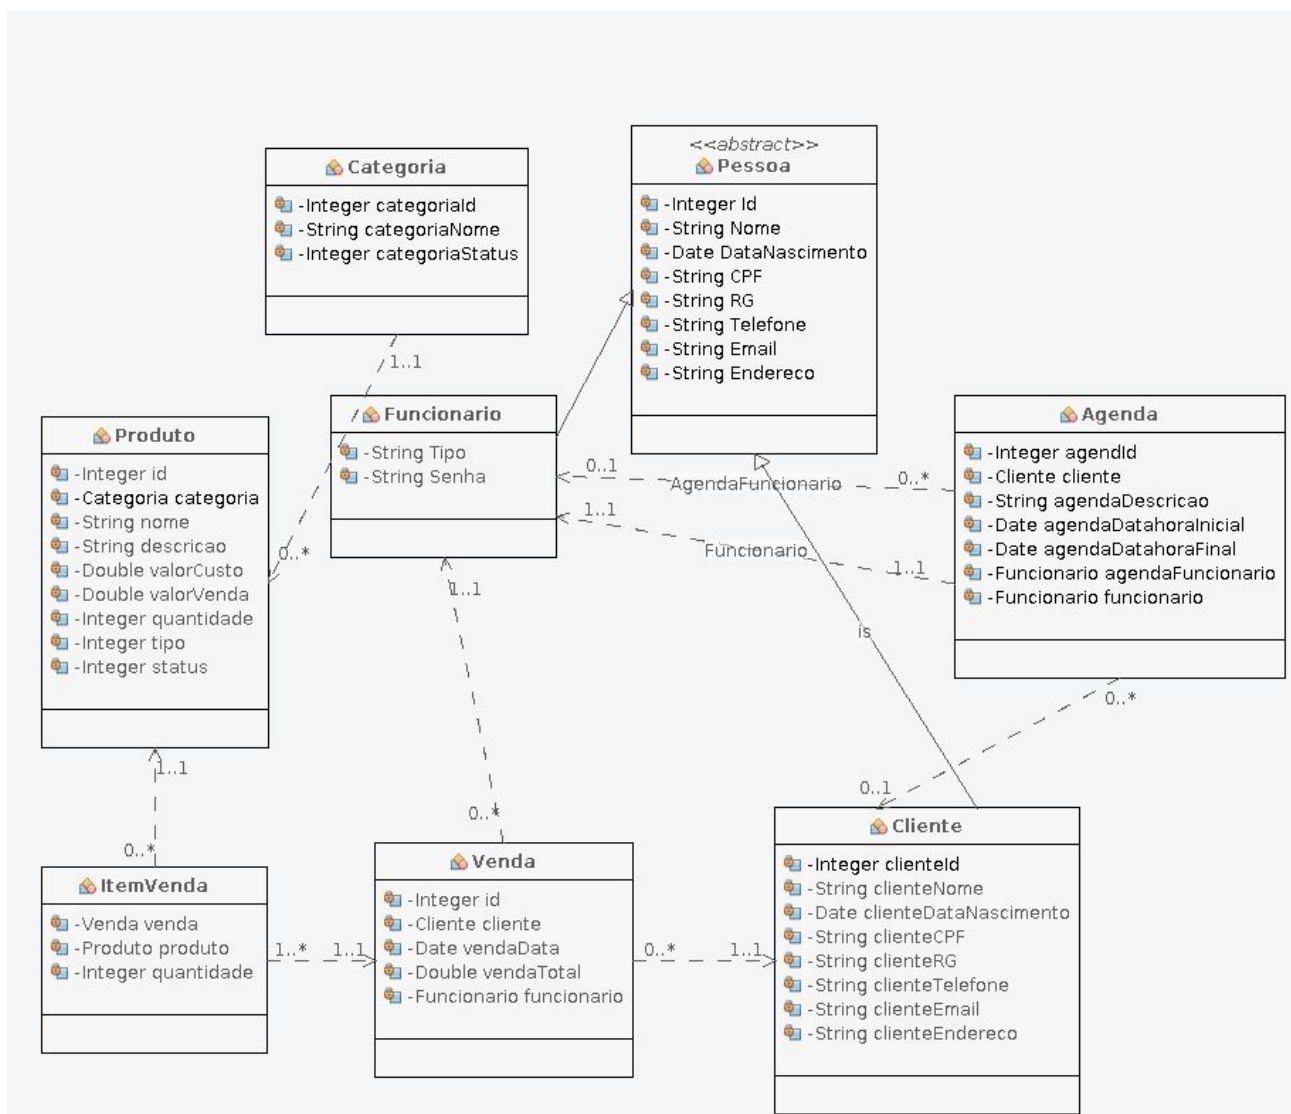 <<abstract>>
Pessoa
-Integer Id
-String Nome
-Date DataNascimento
-String CPF
-String RG
-String Telefone
-String Email
-String Endereco
Categoria
-Integer categoriaId
-String categoriaNome
-Integer categoriaStatus
1..1
0..*
Funcionario
-String Tipo
-String Senha
Agenda
-Integer agendId
-Cliente cliente
-String agendaDescricao
-Date agendaDatahoraInicial
-Date agendaDatahoraFinal
-Funcionario agendaFuncionario
-Funcionario funcionario
0..1
AgendaFuncionario
0..*
1..1
Funcionario
1..1
is
Produto
-Integer id
-Categoria categoria
-String nome
-String descricao
-Double valorCusto
-Double valorVenda
-Integer quantidade
-Integer tipo
-Integer status
1..1
0..*
1..1
0..*
0..*
0..1
ItemVenda
-Venda venda
-Produto produto
-Integer quantidade
1..*
1..1
Venda
-Integer id
-Cliente cliente
-Date vendaData
-Double vendaTotal
-Funcionario funcionario
0..*
1..1
Cliente
-Integer clienteId
-String clienteNome
-Date clienteDataNascimento
-String clienteCPF
-String clienteRG
-String clienteTelefone
-String clienteEmail
-String clienteEndereco